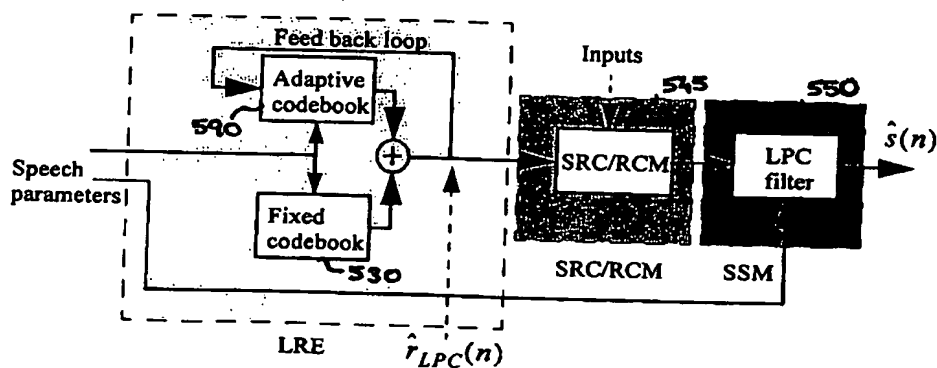 Feed back loop
Inputs
Adaptive
codebook
590
545
550
ŝ(n)
+
SRC/RCM
LPC
filter
Speech
parameters
Fixed
codebook
530
SRC/RCM
SSM
LRE
r̂LPC(n)